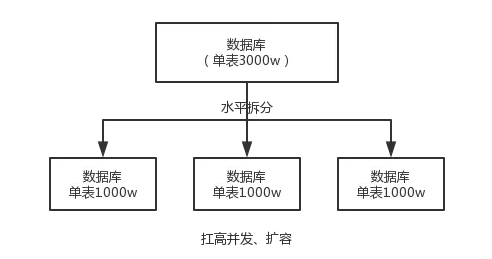 数据库
（单表3000w）
水平拆分
数据库
单表1000w
数据库
单表1000w
数据库
单表1000w
扛高并发、扩容